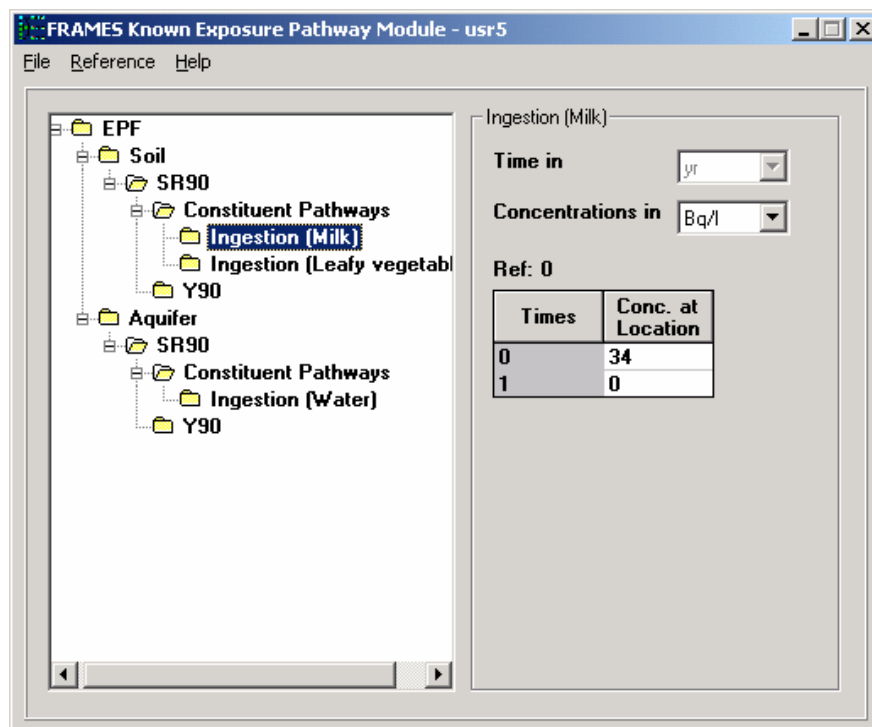 FRAMES Known Exposure Pathway Module - usr5
File Reference Help
EPF
Soil
SR90
Constituent Pathways
Ingestion (Milk)
Ingestion (Leafy vegetabl
Y90
Aquifer
SR90
Constituent Pathways
Ingestion (Water)
Y90
Ingestion (Milk)
Time in yr
Concentrations in Bq/l
Ref: 0
Times Conc. at Location
0 34
1 0